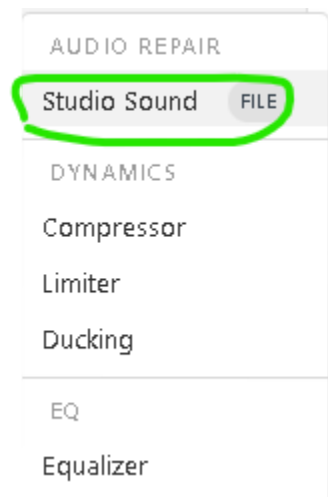 AUDIO REPAIR
Studio Sound FILE
DYNAMICS
Compressor
Limiter
Ducking
EQ
Equalizer